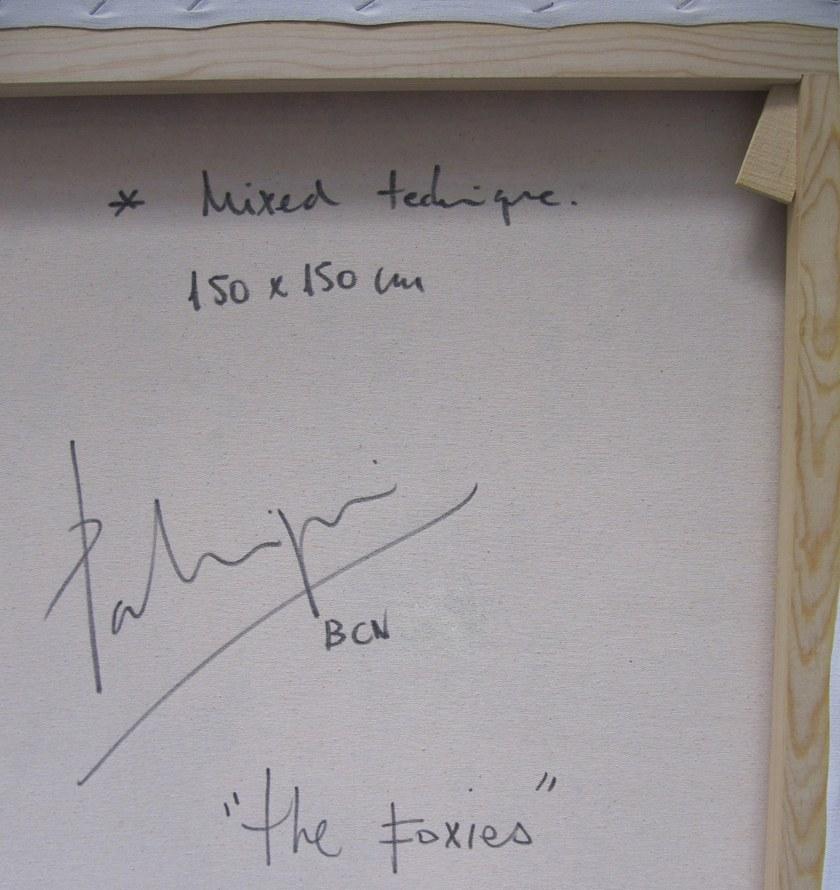 * Mixed technique.
150 x 150 cm
BCN
"the Foxies"